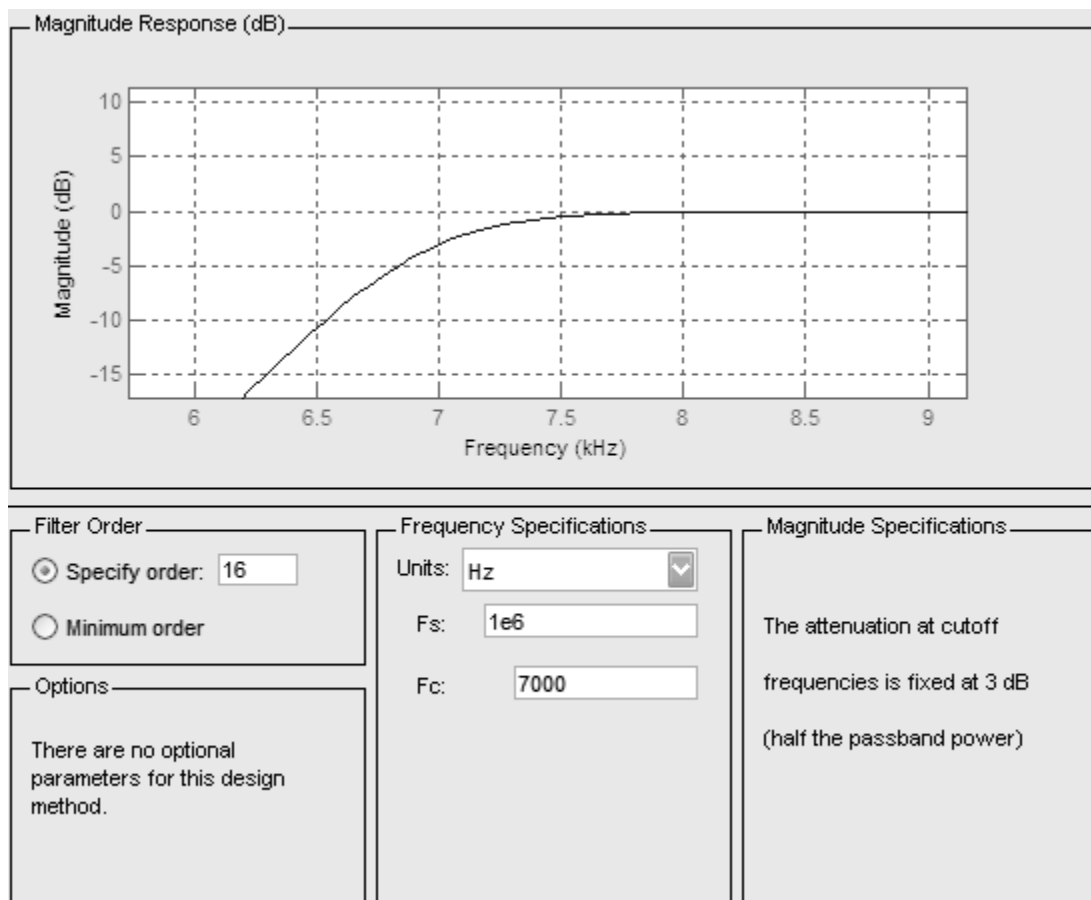 Magnitude Response (dB)
10
5
0
-5
-10
-15
Magnitude (dB)
6 6.5 7 7.5 8 8.5 9
Frequency (kHz)
Filter Order
Specify order: 16
Minimum order
Options
There are no optional
parameters for this design
method.
Frequency Specifications
Units: Hz
Fs: 1e6
Fc: 7000
Magnitude Specifications
The attenuation at cutoff
frequencies is fixed at 3 dB
(half the passband power)